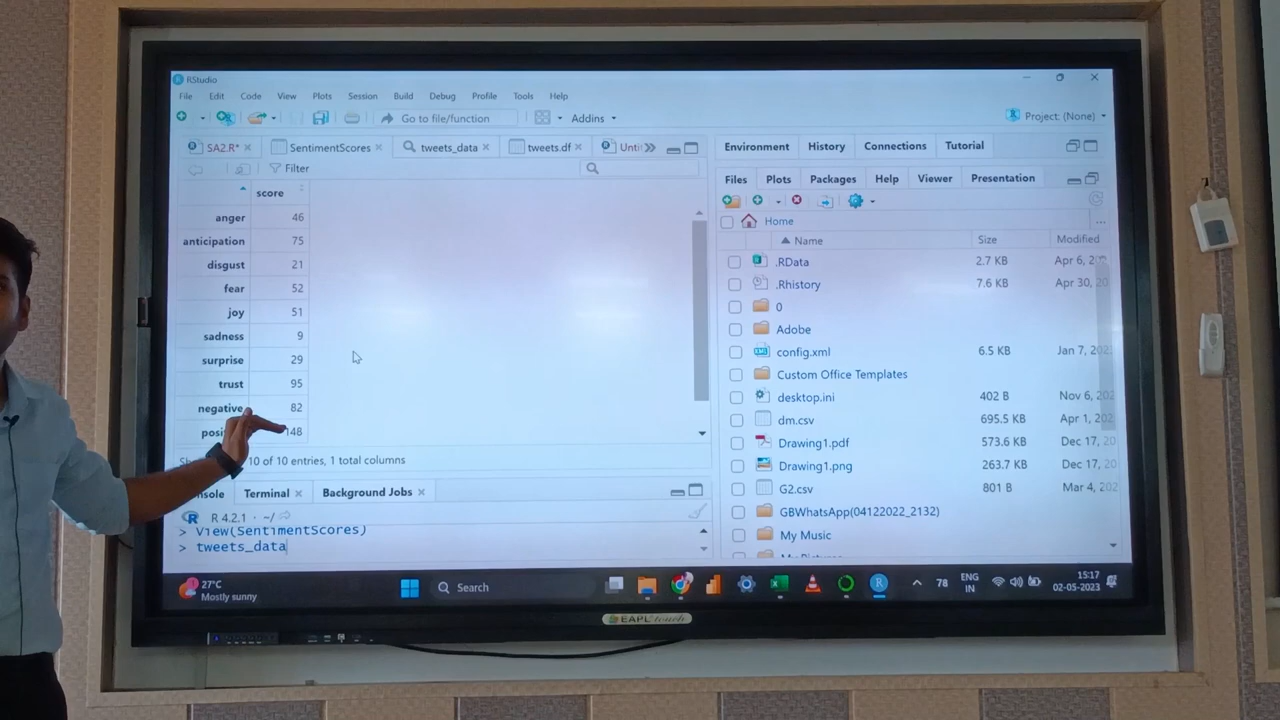 RStudio
File Edit Code View Plots Session Build Debug Profile Tools Help
Go to file/function Addins Project: (None)
SA2.R* SentimentScores tweets_data tweets.df Unti
Filter
score
anger 46
anticipation 75
disgust 21
fear 52
joy 51
sadness 9
surprise 29
trust 95
negative 82
148
10 of 10 entries, 1 total columns
Terminal Background Jobs
R 4.2.1 · ~/
> View(SentimentScores)
> tweets_data
Environment History Connections Tutorial
Files Plots Packages Help Viewer Presentation
Home ...
Name Size Modified
.RData 2.7 KB Apr 6,
.Rhistory 7.6 KB Apr 30,
0
Adobe
config.xml 6.5 KB Jan 7,
Custom Office Templates
desktop.ini 402 B Nov 6,
dm.csv 695.5 KB Apr 1,
Drawing1.pdf 573.6 KB Dec 17,
Drawing1.png 263.7 KB Dec 17,
G2.csv 801 B Mar 4,
GBWhatsApp(04122022_2132)
My Music
27°C
Mostly sunny
Search
78
ENG
IN
15:17
02-05-2023
EAPL touch